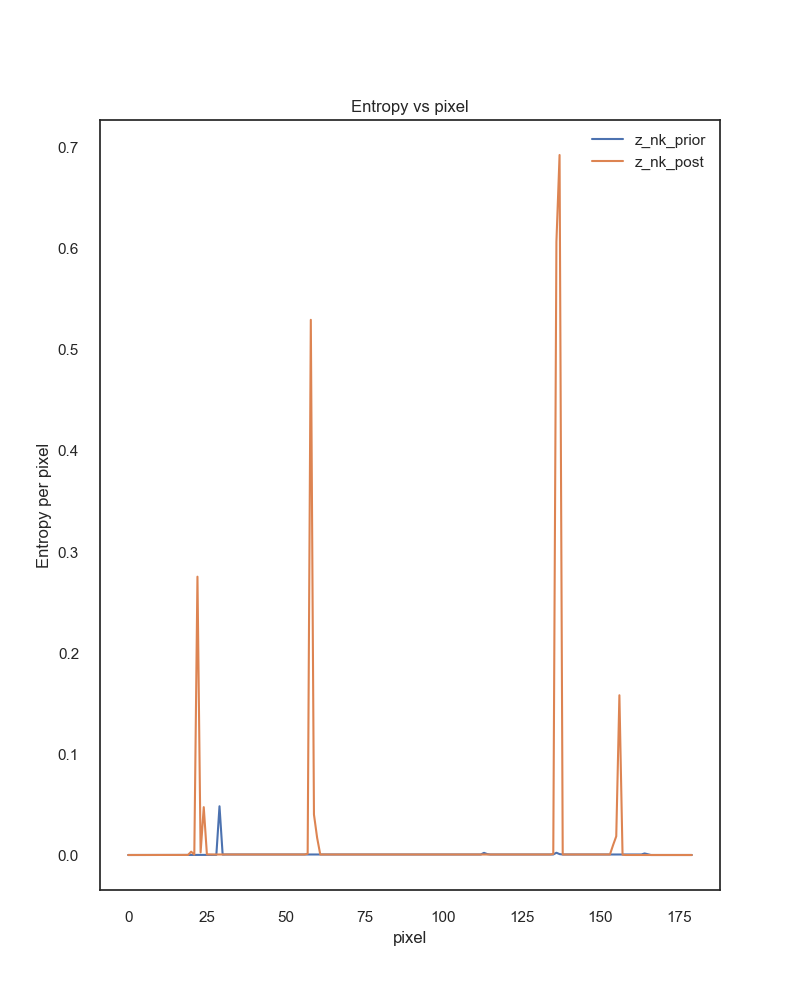 Entropy vs pixel
z_nk_prior
z_nk_post
0.7
0.6
0.5
0.4
0.3
0.2
0.1
0.0
Entropy per pixel
0 25 50 75 100 125 150 175
pixel